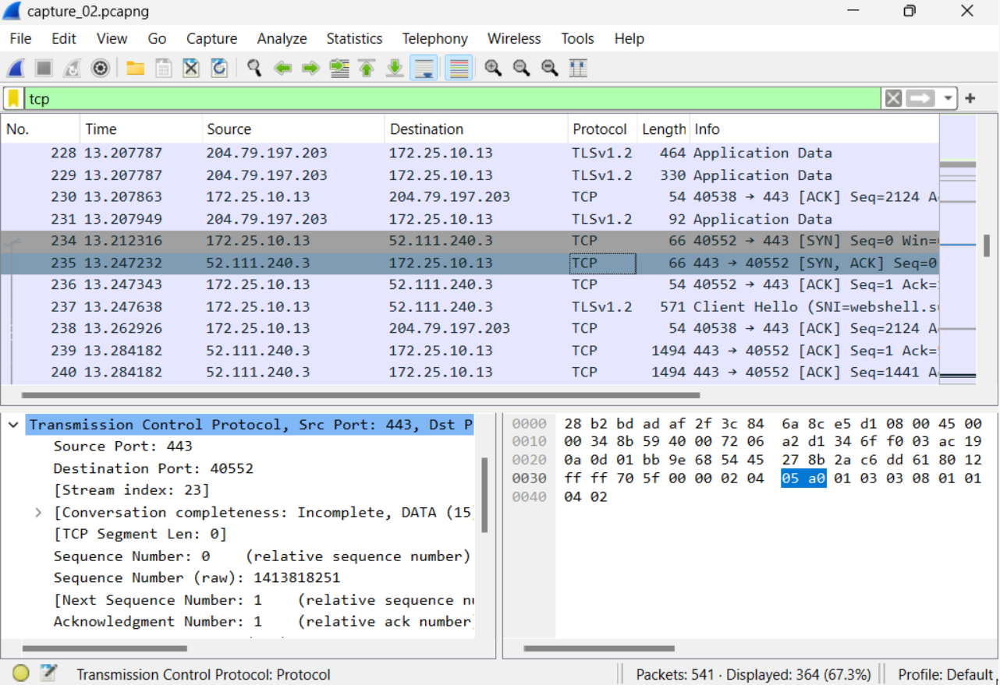 capture_02.pcapng
File Edit View Go Capture Analyze Statistics Telephony Wireless Tools Help
tcp
No. Time Source Destination Protocol Length Info
228 13.207787 204.79.197.203 172.25.10.13 TLSv1.2 464 Application Data
229 13.207787 204.79.197.203 172.25.10.13 TLSv1.2 330 Application Data
230 13.207863 172.25.10.13 204.79.197.203 TCP 54 40538 → 443 [ACK] Seq=2124 A
231 13.207949 204.79.197.203 172.25.10.13 TLSv1.2 92 Application Data
234 13.212316 172.25.10.13 52.111.240.3 TCP 66 40552 → 443 [SYN] Seq=0 Win=
235 13.247232 52.111.240.3 172.25.10.13 TCP 66 443 → 40552 [SYN, ACK] Seq=0
236 13.247343 172.25.10.13 52.111.240.3 TCP 54 40552 → 443 [ACK] Seq=1 Ack=
237 13.247638 172.25.10.13 52.111.240.3 TLSv1.2 571 Client Hello (SNI=webshell.s
238 13.262926 172.25.10.13 204.79.197.203 TCP 54 40538 → 443 [ACK] Seq=2124 A
239 13.284182 52.111.240.3 172.25.10.13 TCP 1494 443 → 40552 [ACK] Seq=1 Ack=
240 13.284182 52.111.240.3 172.25.10.13 TCP 1494 443 → 40552 [ACK] Seq=1441 A
Transmission Control Protocol, Src Port: 443, Dst P
Source Port: 443
Destination Port: 40552
[Stream index: 23]
[Conversation completeness: Incomplete, DATA (15
[TCP Segment Len: 0]
Sequence Number: 0 (relative sequence number)
Sequence Number (raw): 1413818251
[Next Sequence Number: 1 (relative sequence n
Acknowledgment Number: 1 (relative ack number
0000 28 b2 bd ad af 2f 3c 84 6a 8c e5 d1 08 00 45 00
0010 00 34 8b 59 40 00 72 06 a2 d1 34 6f f0 03 ac 19
0020 0a 0d 01 bb 9e 68 54 45 27 8b 2a c6 dd 61 80 12
0030 ff ff 70 5f 00 00 02 04 05 a0 01 03 03 08 01 01
0040 04 02
Transmission Control Protocol: Protocol
Packets: 541 · Displayed: 364 (67.3%)
Profile: Default